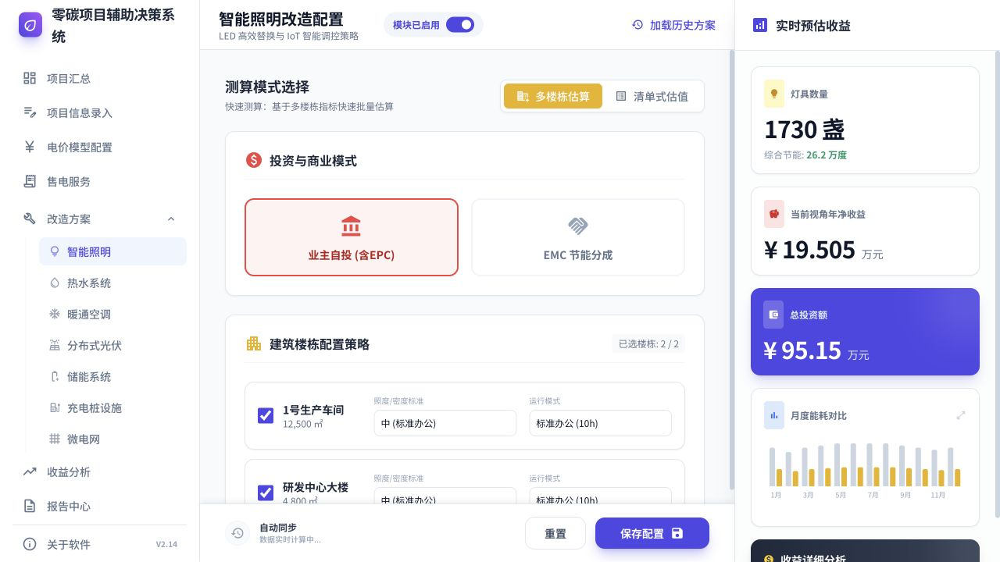 零碳项目辅助决策系
统
项目汇总
项目信息录入
电价模型配置
售电服务
改造方案
智能照明
热水系统
暖通空调
分布式光伏
储能系统
充电桩设施
微电网
收益分析
报告中心
关于软件
V2.14
智能照明改造配置
LED 高效替换与 IoT 智能调控策略
模块已启用
加载历史方案
测算模式选择
快速测算：基于多楼栋指标快速批量估算
多楼栋估算
清单式估值
投资与商业模式
业主自投 (含EPC)
EMC 节能分成
建筑楼栋配置策略
已选楼栋: 2 / 2
1号生产车间
12,500 ㎡
照度/密度标准
中 (标准办公)
运行模式
标准办公 (10h)
研发中心大楼
4,800 ㎡
照度/密度标准
中 (标准办公)
运行模式
标准办公 (10h)
自动同步
数据实时计算中...
重置
保存配置
实时预估收益
灯具数量
1730 盏
综合节能: 26.2 万度
当前视角年净收益
¥ 19.505 万元
总投资额
¥ 95.15 万元
月度能耗对比
1月 3月 5月 7月 9月 11月
收益详细分析